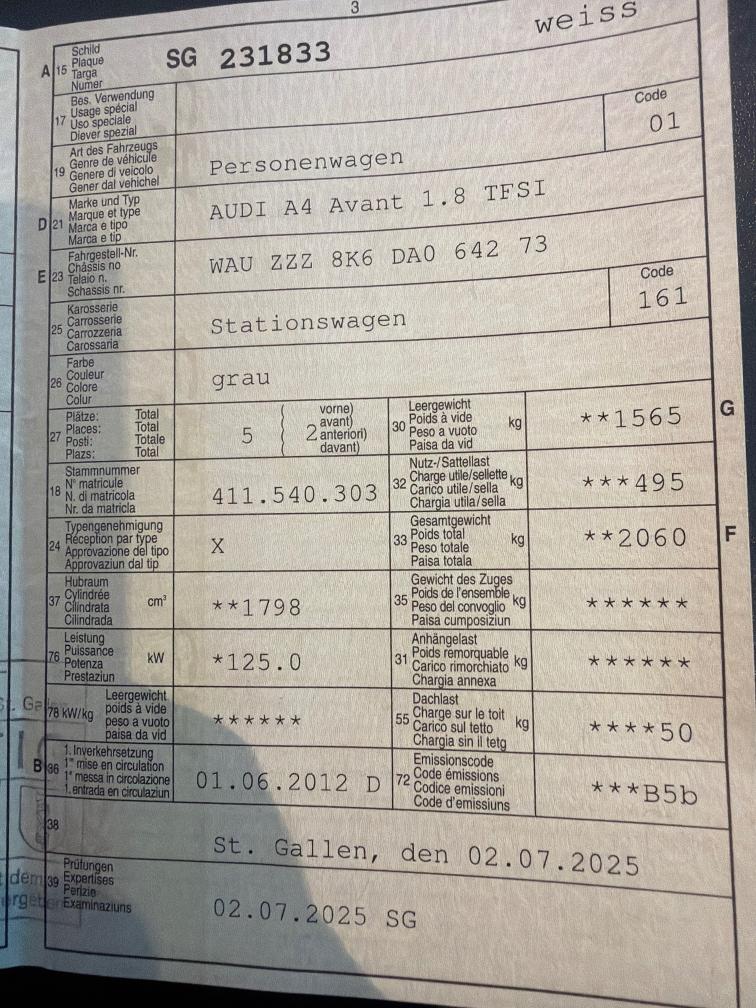 3
weiss
A 15 Schild
Plaque
Targa
Numer
SG 231833
17 Bes. Verwendung
Usage spécial
Uso speciale
Diever spezial
19 Art des Fahrzeugs
Genre de véhicule
Genere di veicolo
Gener dal vehichel
Personenwagen
Code
01
D 21 Marke und Typ
Marque et type
Marca e tipo
Marca e tip
AUDI A4 Avant 1.8 TFSI
E 23 Fahrgestell-Nr.
Châssis no
Telaio n.
Schassis nr.
WAU ZZZ 8K6 DA0 642 73
25 Karosserie
Carrosserie
Carrozzeria
Carossaria
Stationswagen
Code
161
26 Farbe
Couleur
Colore
Colur
grau
27 Plätze: Total
Places: Total
Posti: Totale
Plazs: Total
5 ( 2 vorne)
avant)
anteriori)
davant)
30 Leergewicht
Poids à vide
Peso a vuoto
Paisa da vid
kg
**1565
G
18 Stammnummer
N° matricule
N. di matricola
Nr. da matricla
411.540.303
32 Nutz-/Sattellast
Charge utile/sellette
Carico utile/sella
Chargia utila/sella
kg
***495
24 Typengenehmigung
Réception par type
Approvazione del tipo
Approvaziun dal tip
X
33 Gesamtgewicht
Poids total
Peso totale
Paisa totala
kg
**2060
F
37 Hubraum
Cylindrée
Cilindrata
Cilindrada
cm³
**1798
35 Gewicht des Zuges
Poids de l'ensemble
Peso del convoglio
Paisa cumposiziun
kg
******
76 Leistung
Puissance
Potenza
Prestaziun
kW
*125.0
31 Anhängelast
Poids remorquable
Carico rimorchiato
Chargia annexa
kg
******
78 kW/kg Leergewicht
poids à vide
peso a vuoto
paisa da vid
******
55 Dachlast
Charge sur le toit
Carico sul tetto
Chargia sin il tetg
kg
****50
B 36 1. Inverkehrsetzung
1re mise en circulation
1a messa in circolazione
1. entrada en circulaziun
01.06.2012 D
72 Emissionscode
Code émissions
Codice emissioni
Code d'emissiuns
***B5b
38
St. Gallen, den 02.07.2025
39 Prüfungen
Expertises
Perizie
Examinaziuns
02.07.2025 SG